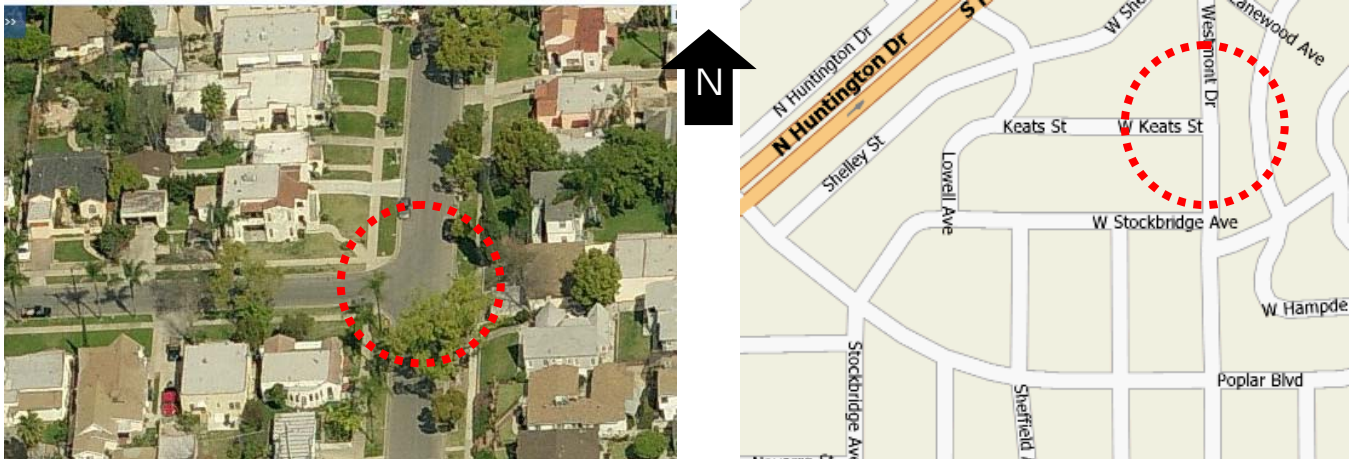 >>
N
N Huntington Dr
N Huntington Dr
W She
Westmont Dr
Lanewood Ave
Keats St
W Keats St
Shelley St
Lowell Ave
W Stockbridge Ave
W Hampde
Stockbridge Ave
Sheffield A
Poplar Blvd